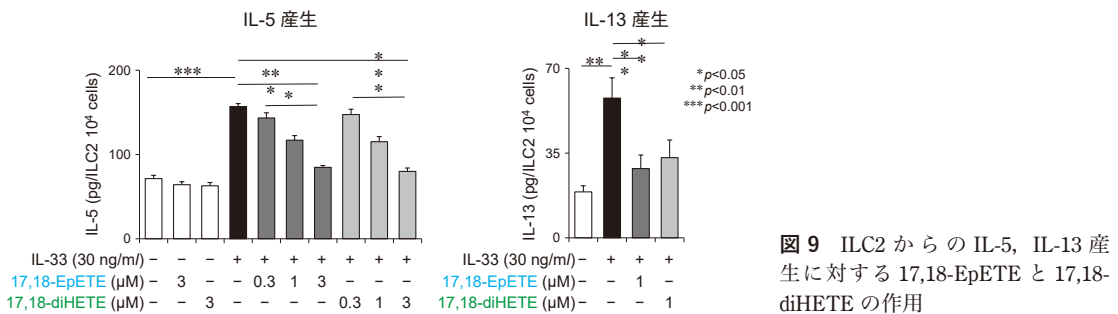 IL-5 産生
IL-5 (pg/ILC2 10⁴ cells)
200
100
0
***
**
* *
*
*
*
*
*
IL-33 (30 ng/ml) – – – + + + + + + +
17,18-EpETE (μM) – 3 – – 0.3 1 3 – – –
17,18-diHETE (μM) – – 3 – – – – 0.3 1 3
IL-13 産生
IL-13 (pg/ILC2 10⁴ cells)
70
35
0
**
*
* *
*
*p<0.05
**p<0.01
***p<0.001
IL-33 (30 ng/ml) – + + +
17,18-EpETE (μM) – – 1 –
17,18-diHETE (μM) – – – 1
図 9 ILC2 からの IL-5, IL-13 産
生に対する 17,18-EpETE と 17,18-
diHETE の作用